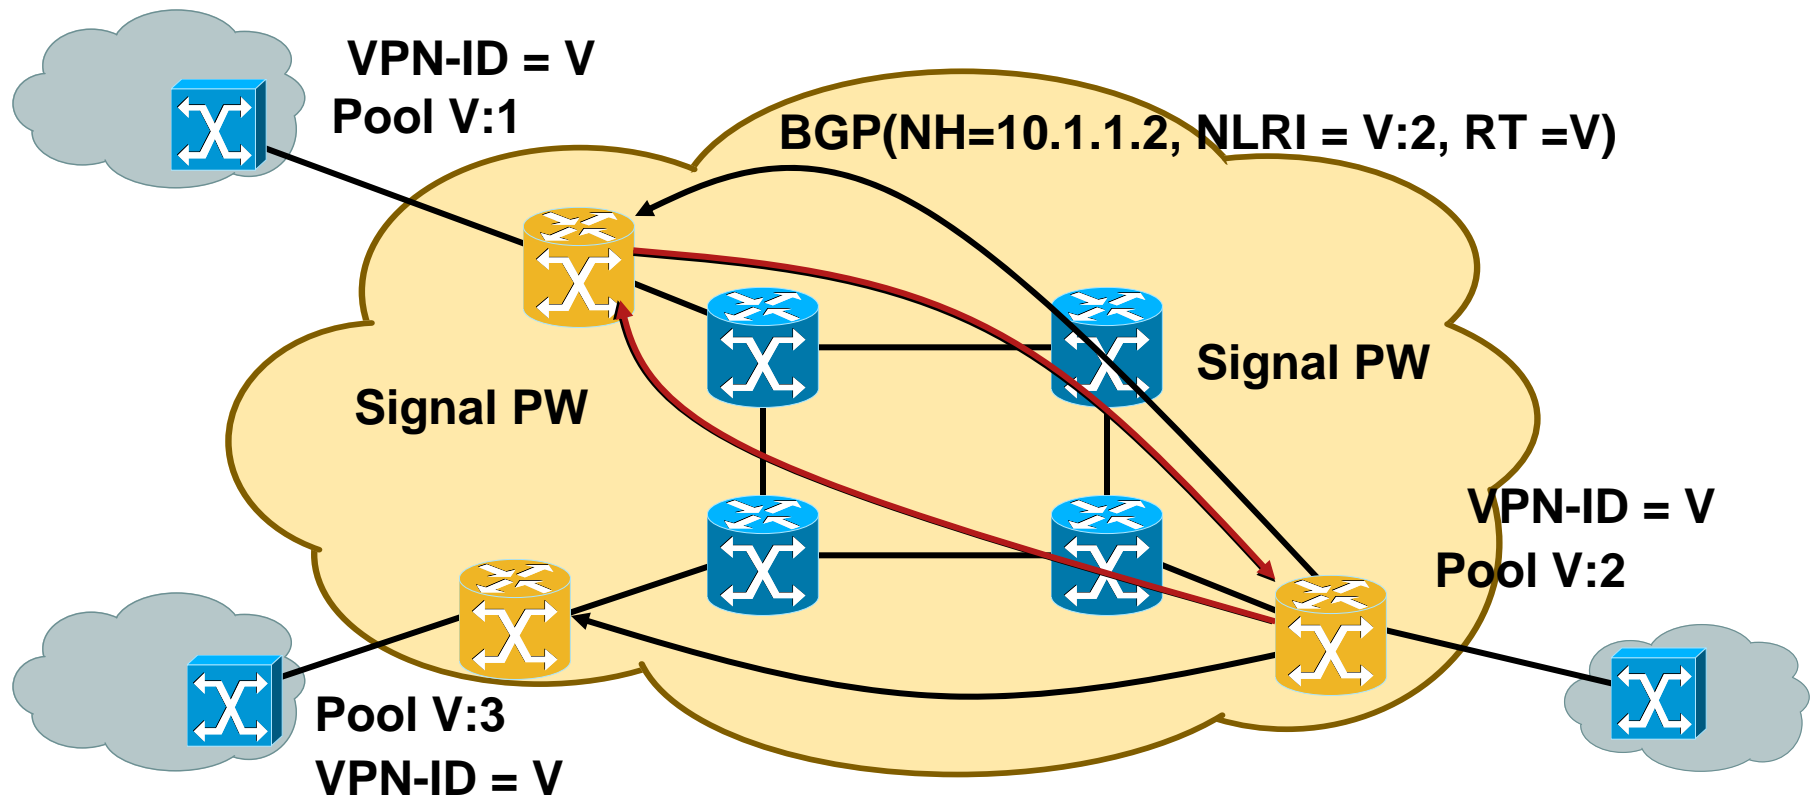 VPN-ID = V
Pool V:1
BGP(NH=10.1.1.2, NLRI = V:2, RT =V)
Signal PW
Signal PW
VPN-ID = V
Pool V:2
Pool V:3
VPN-ID = V